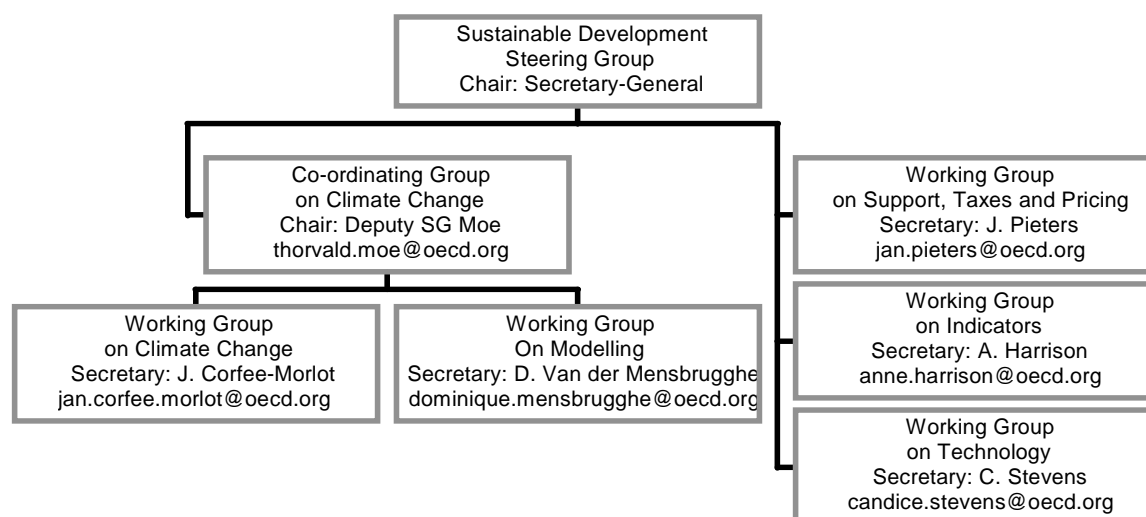 Sustainable Development
Steering Group
Chair: Secretary-General
Co-ordinating Group
on Climate Change
Chair: Deputy SG Moe
thorvald.moe@oecd.org
Working Group
on Support, Taxes and Pricing
Secretary: J. Pieters
jan.pieters@oecd.org
Working Group
on Climate Change
Secretary: J. Corfee-Morlot
jan.corfee.morlot@oecd.org
Working Group
On Modelling
Secretary: D. Van der Mensbrugghe
dominique.mensbrugghe@oecd.org
Working Group
on Indicators
Secretary: A. Harrison
anne.harrison@oecd.org
Working Group
on Technology
Secretary: C. Stevens
candice.stevens@oecd.org